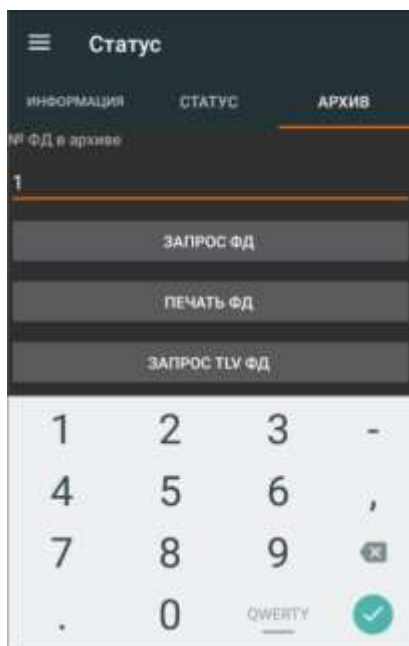 Статус
ИНФОРМАЦИЯ СТАТУС АРХИВ
№ ФД в архиве
1
ЗАПРОС ФД
ПЕЧАТЬ ФД
ЗАПРОС TLV ФД
1 2 3 -
4 5 6 ,
7 8 9
. 0 QWERTY